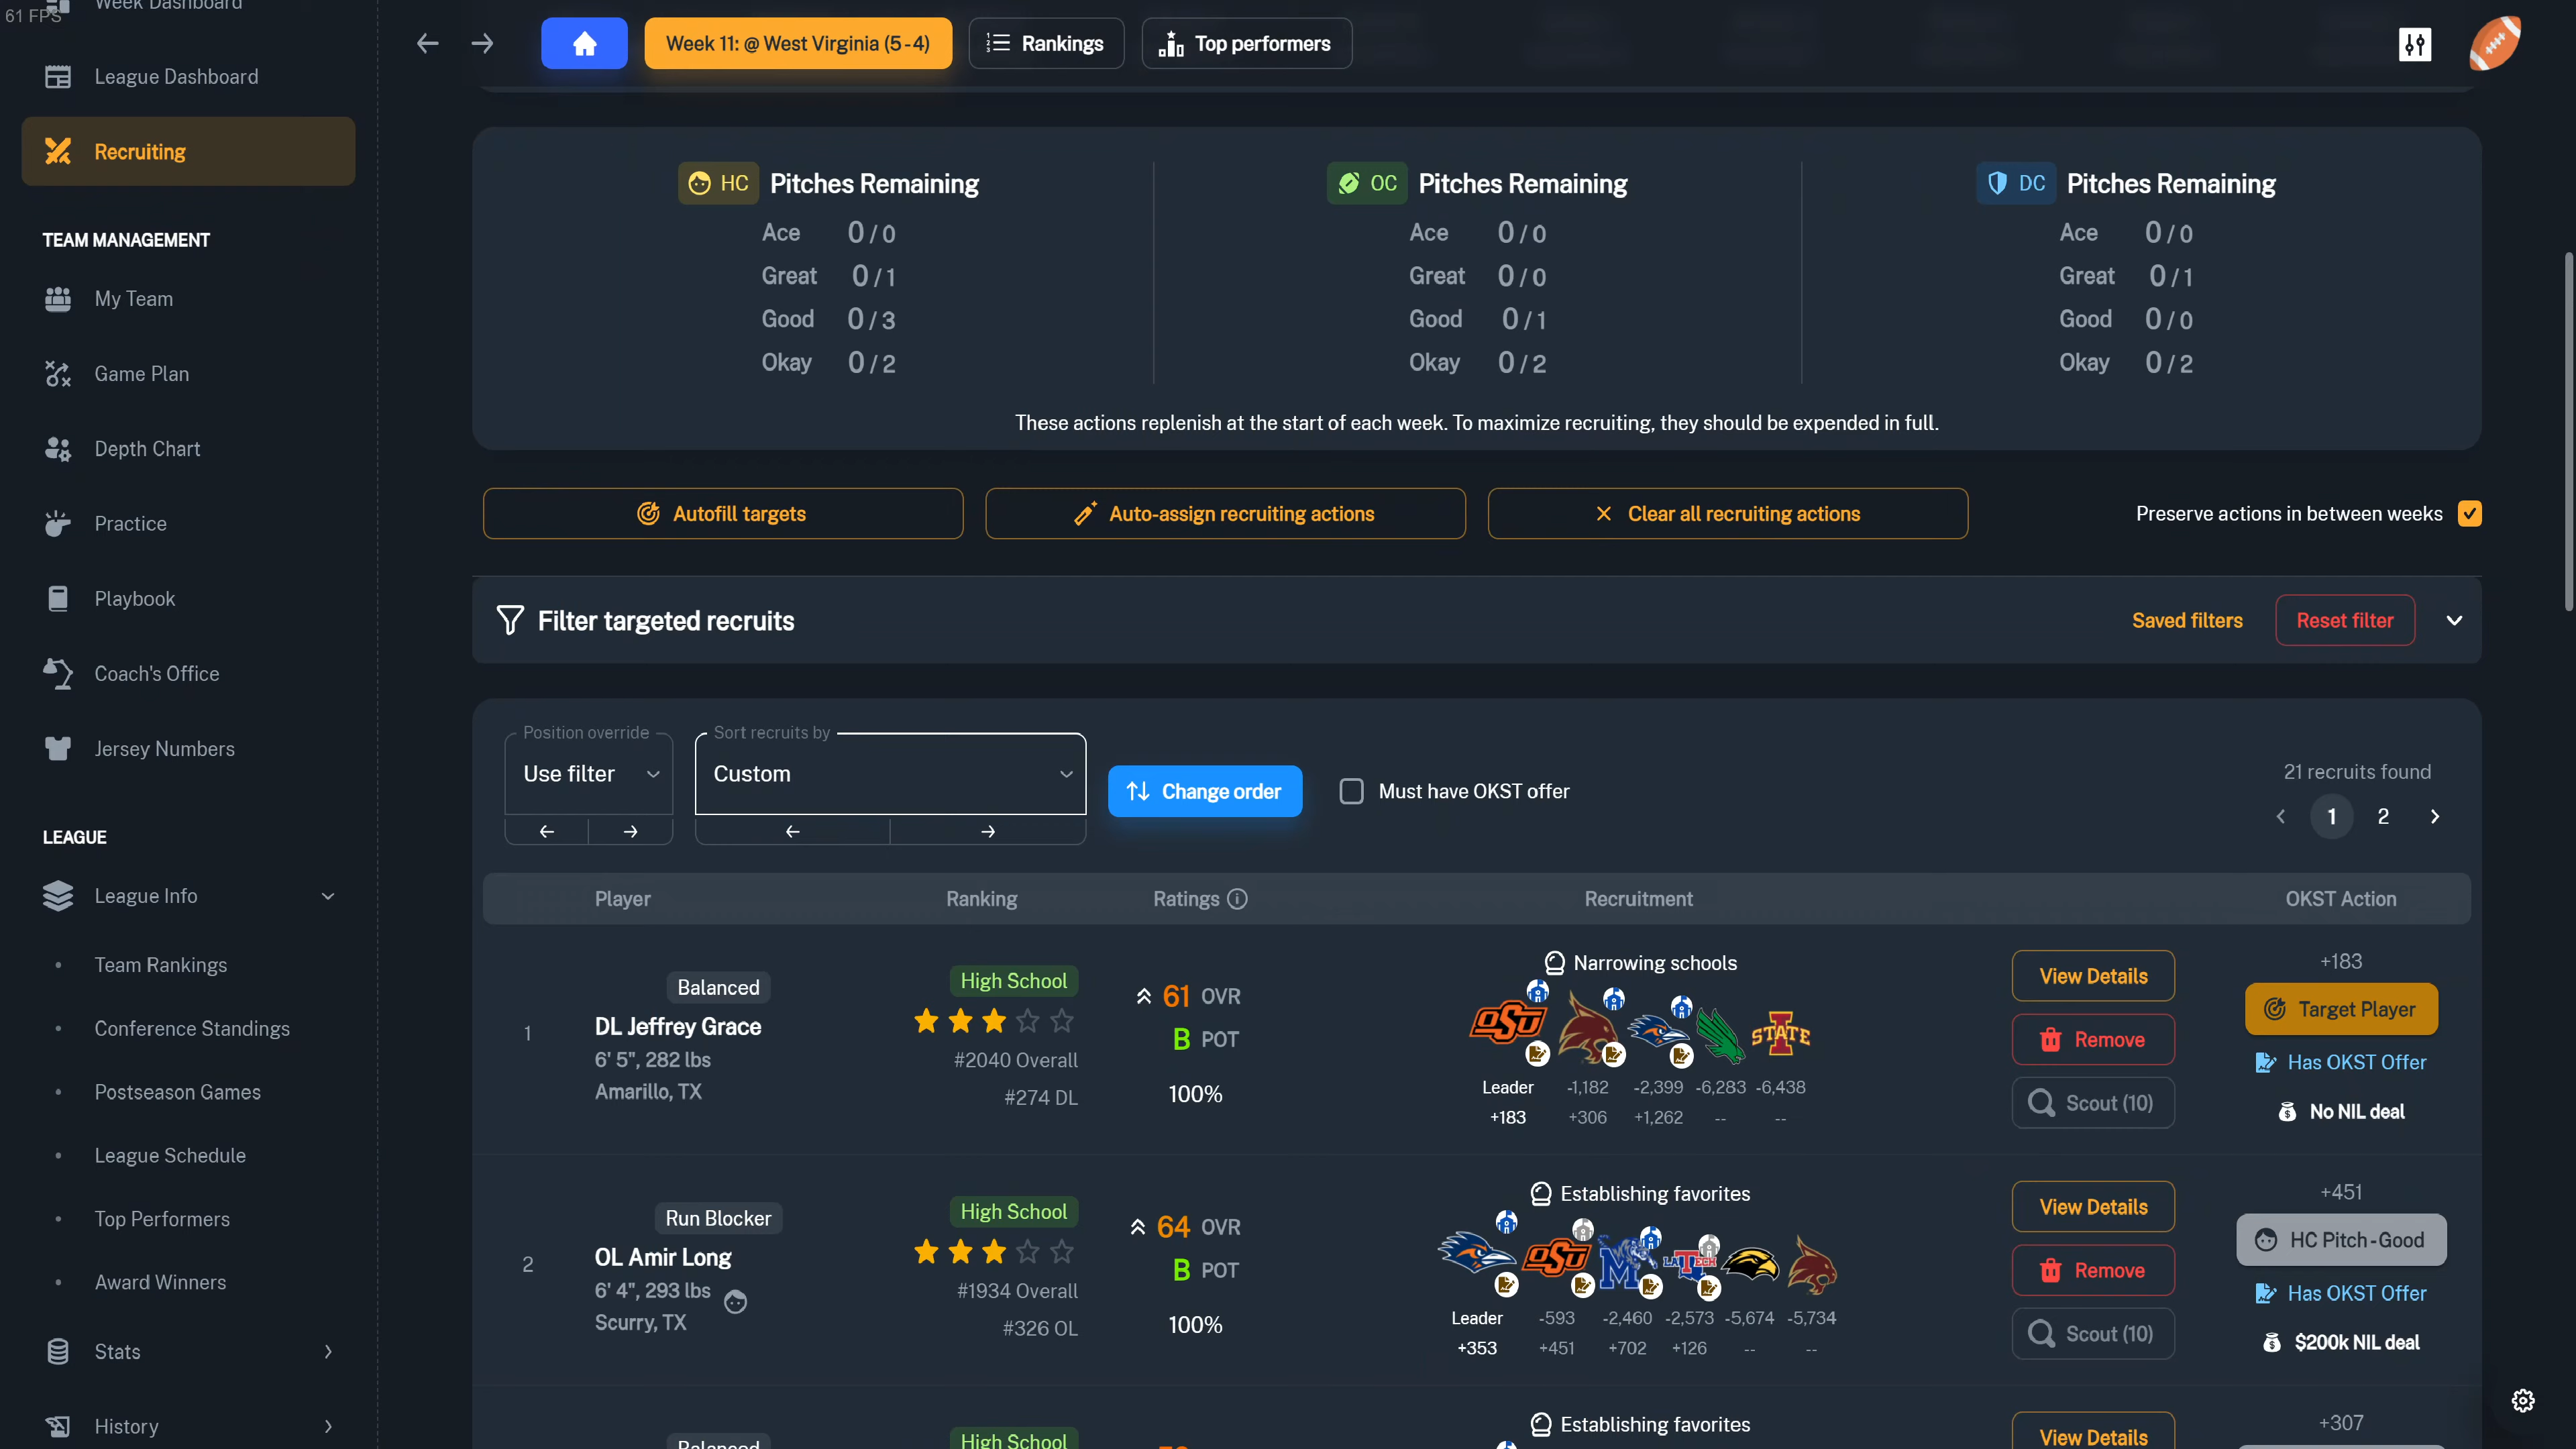 61 FPS
Week Dashboard
League Dashboard
Recruiting
TEAM MANAGEMENT
My Team
Game Plan
Depth Chart
Practice
Playbook
Coach's Office
Jersey Numbers
LEAGUE
League Info
Team Rankings
Conference Standings
Postseason Games
League Schedule
Top Performers
Award Winners
Stats
History
Week 11: @ West Virginia (5-4)
Rankings
Top performers
HC Pitches Remaining
Ace 0 / 0
Great 0 / 1
Good 0 / 3
Okay 0 / 2
OC Pitches Remaining
Ace 0 / 0
Great 0 / 0
Good 0 / 1
Okay 0 / 2
DC Pitches Remaining
Ace 0 / 0
Great 0 / 1
Good 0 / 0
Okay 0 / 2
These actions replenish at the start of each week. To maximize recruiting, they should be expended in full.
Autofill targets
Auto-assign recruiting actions
Clear all recruiting actions
Preserve actions in between weeks
Filter targeted recruits
Saved filters
Reset filter
Position override
Use filter
Sort recruits by
Custom
Change order
Must have OKST offer
21 recruits found
1 2
Player Ranking Ratings Recruitment OKST Action
1
Balanced
DL Jeffrey Grace
6' 5", 282 lbs
Amarillo, TX
High School
#2040 Overall
#274 DL
61 OVR
B POT
100%
Narrowing schools
OSU
STATE
Leader -1,182 -2,399 -6,283 -6,438
+183 +306 +1,262 -- --
View Details
Remove
Scout (10)
+183
Target Player
Has OKST Offer
No NIL deal
2
Run Blocker
OL Amir Long
6' 4", 293 lbs
Scurry, TX
High School
#1934 Overall
#326 OL
64 OVR
B POT
100%
Establishing favorites
OSU
M
LA TECH
Leader -593 -2,460 -2,573 -5,674 -5,734
+353 +451 +702 +126 -- --
View Details
Remove
Scout (10)
+451
HC Pitch-Good
Has OKST Offer
$200k NIL deal
Balanced
High School
Establishing favorites
View Details
+307